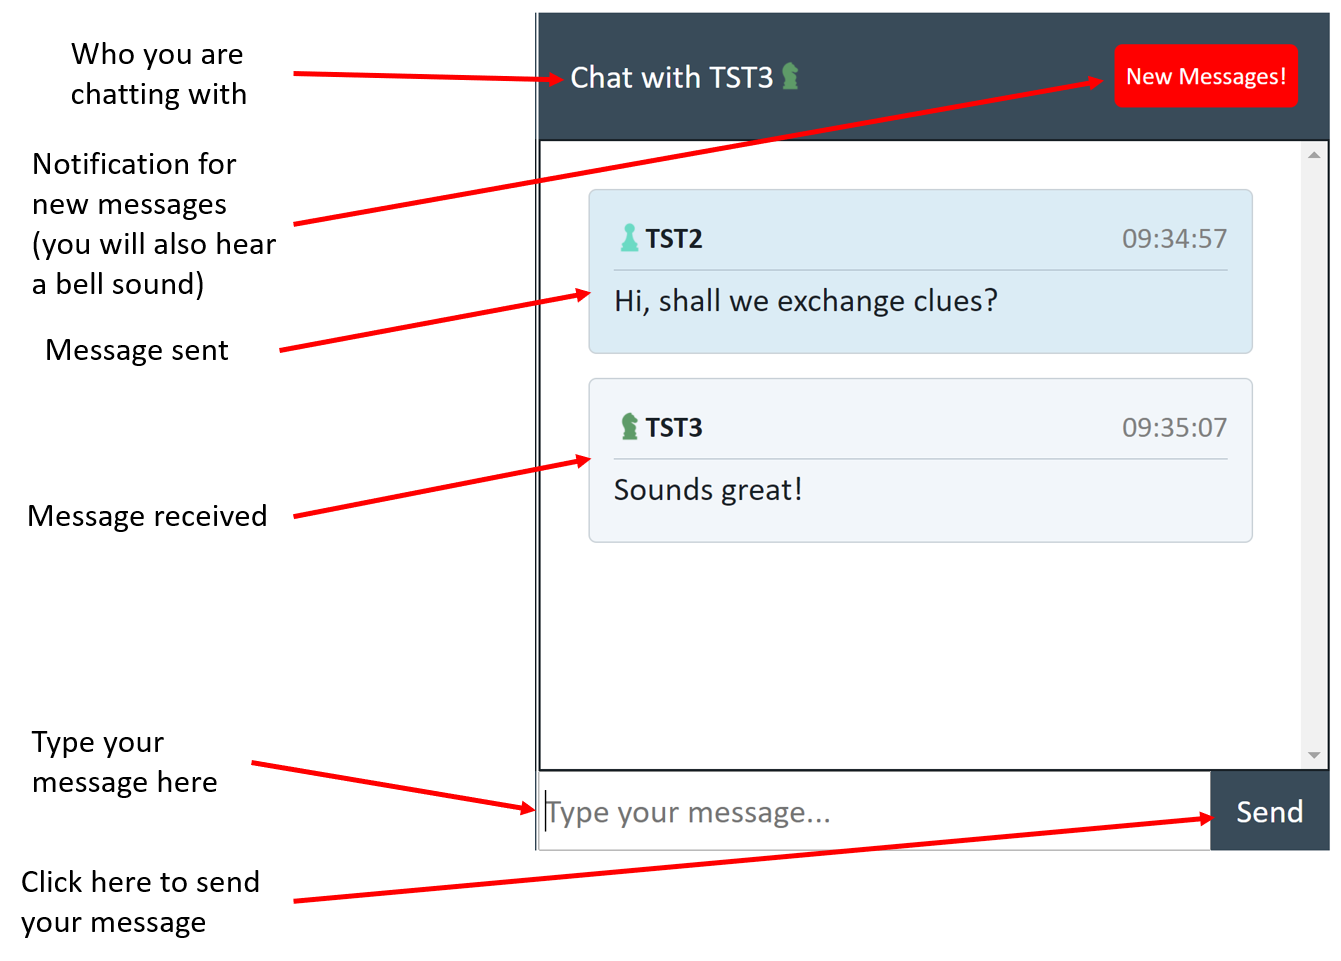 Who you are
chatting with
Chat with TST3
New Messages!
Notification for
new messages
(you will also hear
a bell sound)
TST2 09:34:57
Hi, shall we exchange clues?
Message sent
TST3 09:35:07
Sounds great!
Message received
Type your
message here
Type your message...
Send
Click here to send
your message